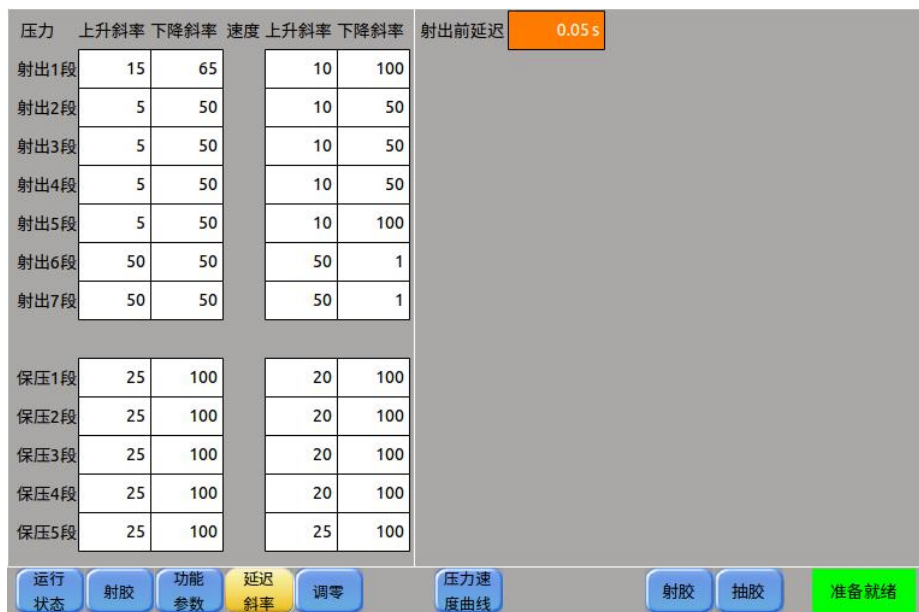 压力 上升斜率 下降斜率 速度 上升斜率 下降斜率 射出前延迟 0.05 s
射出1段 15 65 10 100
射出2段 5 50 10 50
射出3段 5 50 10 50
射出4段 5 50 10 50
射出5段 5 50 10 100
射出6段 50 50 50 1
射出7段 50 50 50 1
保压1段 25 100 20 100
保压2段 25 100 20 100
保压3段 25 100 20 100
保压4段 25 100 20 100
保压5段 25 100 25 100
运行
状态
射胶
功能
参数
延迟
斜率
调零
压力速
度曲线
射胶
抽胶
准备就绪